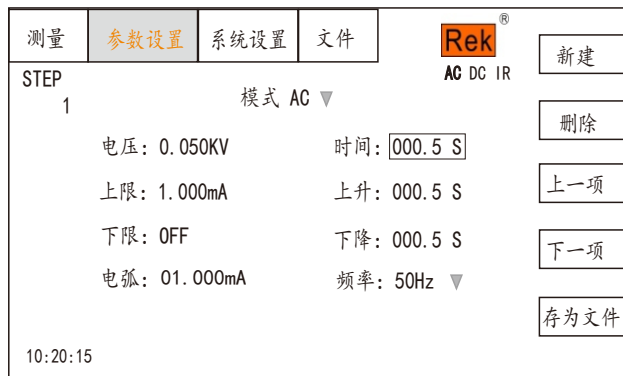 测量 参数设置 系统设置 文件 Rek®
新建
STEP AC DC IR
1 模式 AC ▼
删除
电压: 0.050KV 时间: 000.5 S
上限: 1.000mA 上升: 000.5 S 上一项
下限: OFF 下降: 000.5 S 下一项
电弧: 01.000mA 频率: 50Hz ▼
存为文件
10:20:15